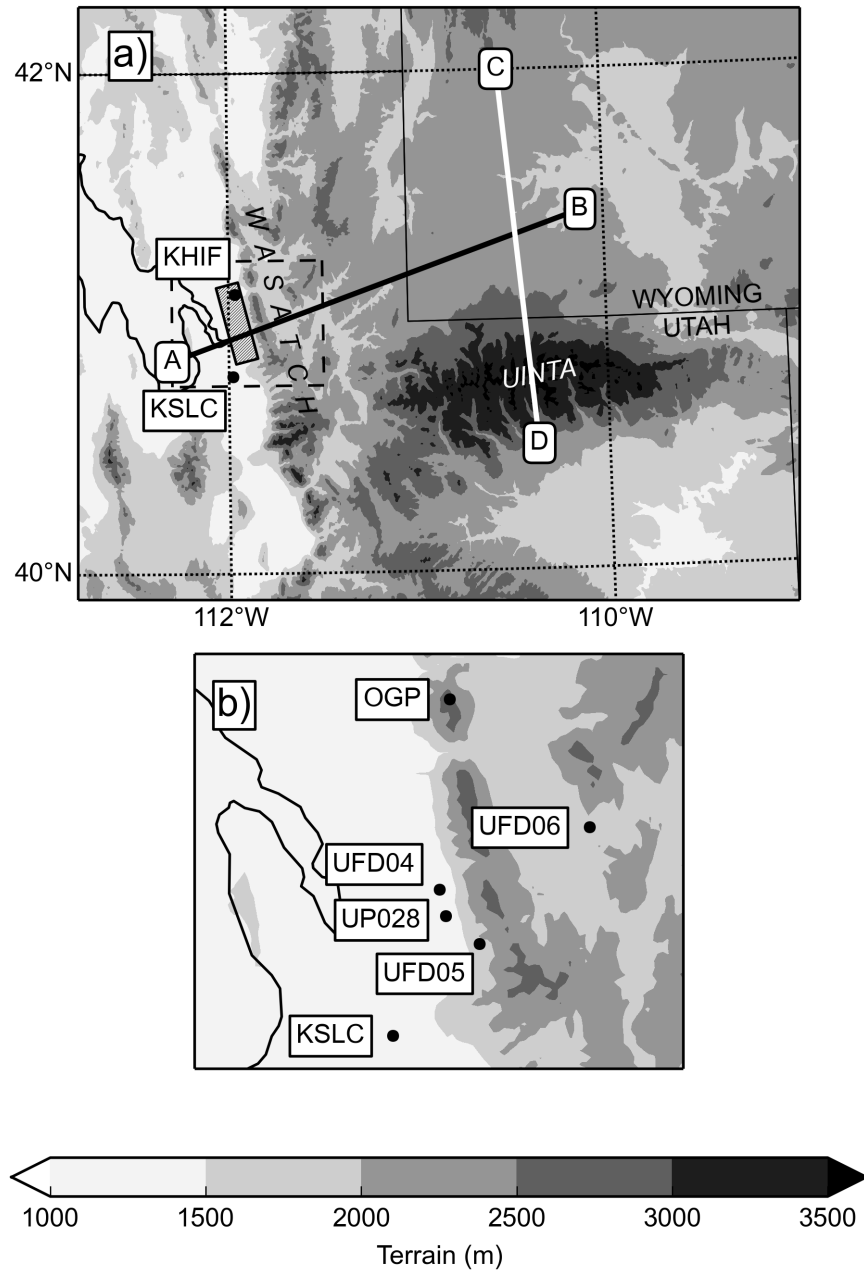 a)
42°N
C
B
WASATCH
KHIF
WYOMING
UTAH
A
UINTA
KSLC
D
40°N
112°W
110°W
b)
OGP
UFD06
UFD04
UP028
UFD05
KSLC
1000 1500 2000 2500 3000 3500
Terrain (m)